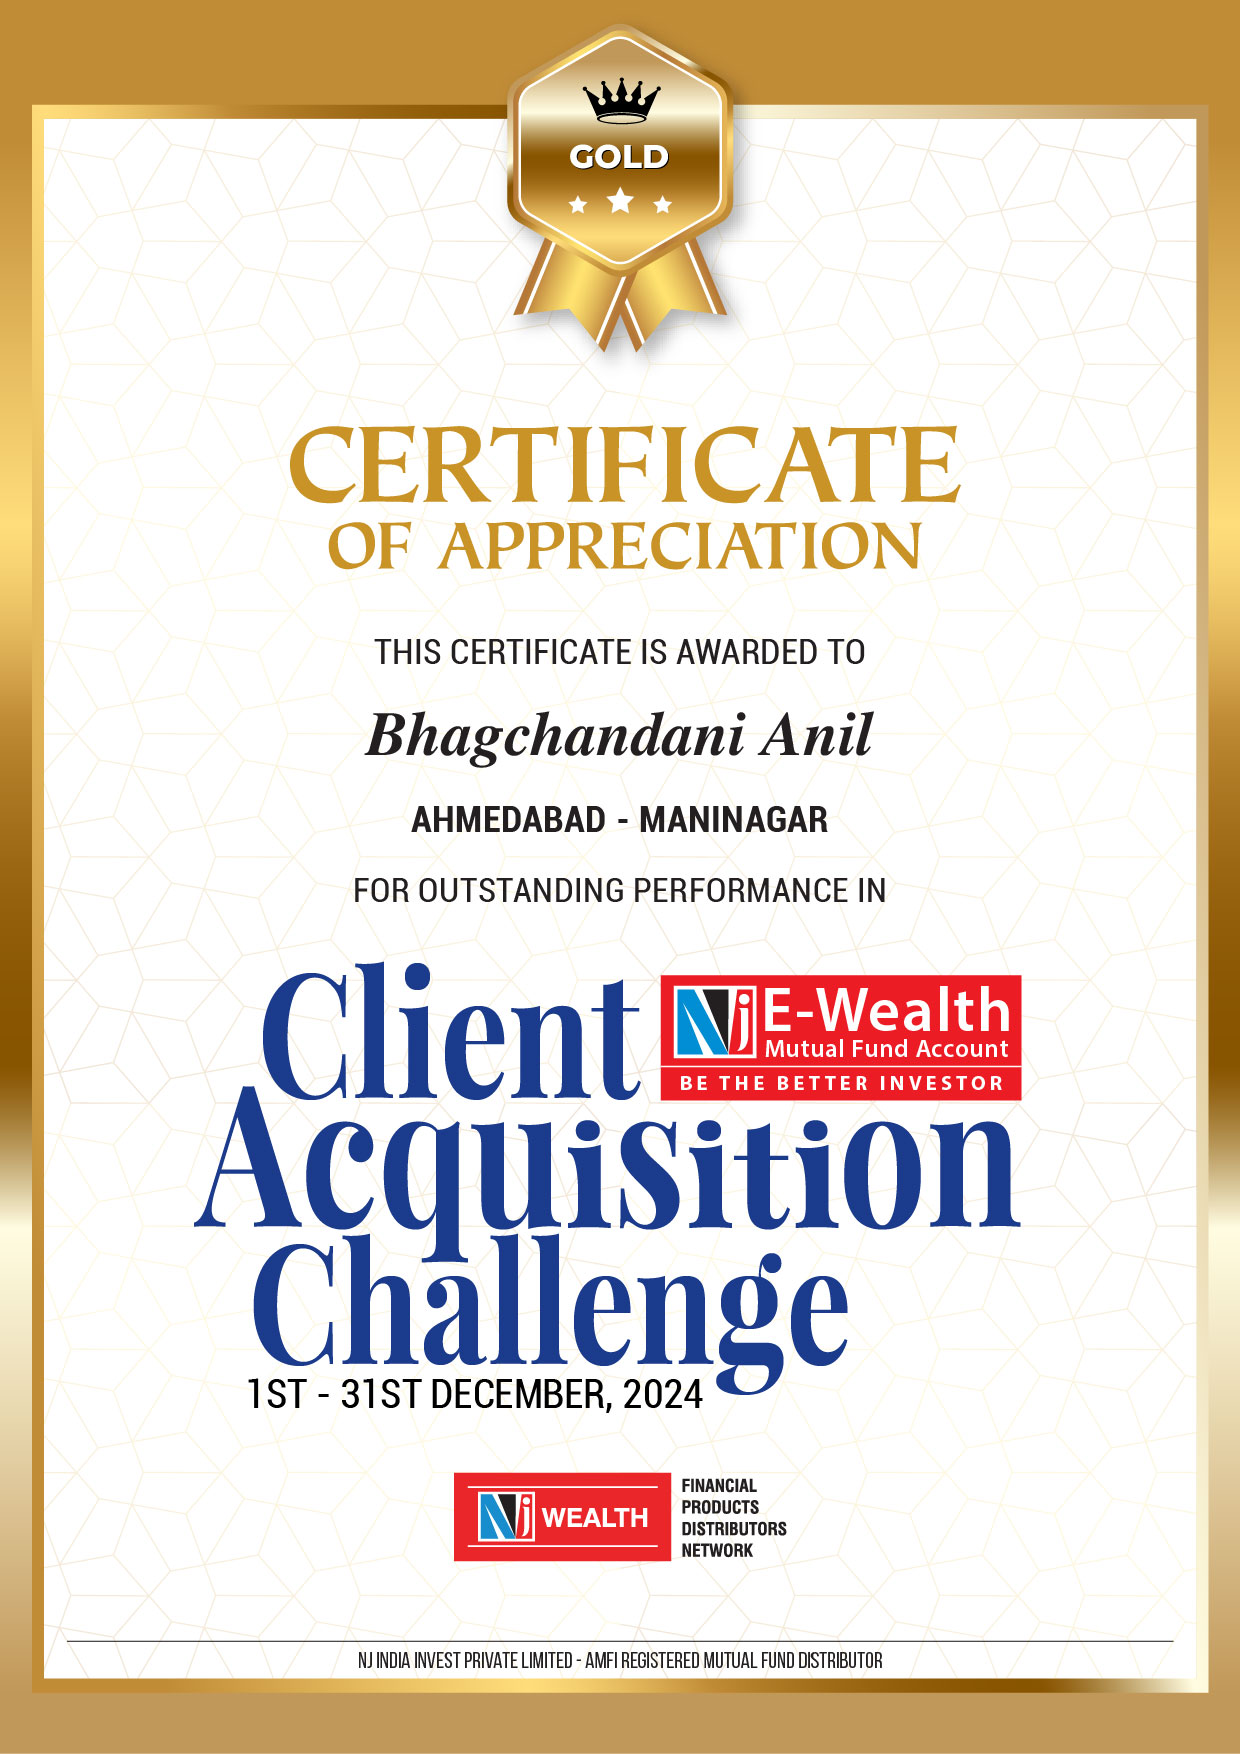 GOLD
CERTIFICATE
OF APPRECIATION
THIS CERTIFICATE IS AWARDED TO
Bhagchandani Anil
AHMEDABAD - MANINAGAR
FOR OUTSTANDING PERFORMANCE IN
Client
Nj E-Wealth
Mutual Fund Account
BE THE BETTER INVESTOR
Acquisition
Challenge
1ST - 31ST DECEMBER, 2024
Nj WEALTH
FINANCIAL
PRODUCTS
DISTRIBUTORS
NETWORK
NJ INDIA INVEST PRIVATE LIMITED - AMFI REGISTERED MUTUAL FUND DISTRIBUTOR